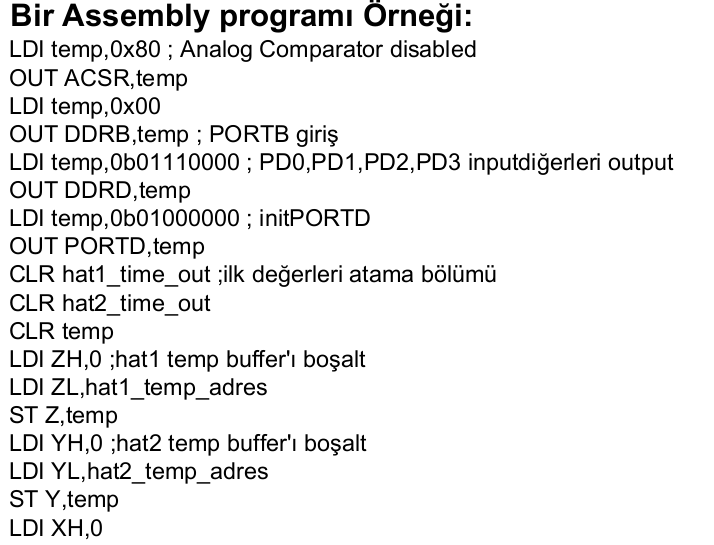 Bir Assembly programı Örneği:
LDI temp,0x80 ; Analog Comparator disabled
OUT ACSR,temp
LDI temp,0x00
OUT DDRB,temp ; PORTB giriş
LDI temp,0b01110000 ; PD0,PD1,PD2,PD3 inputdiğerleri output
OUT DDRD,temp
LDI temp,0b01000000 ; initPORTD
OUT PORTD,temp
CLR hat1_time_out ;ilk değerleri atama bölümü
CLR hat2_time_out
CLR temp
LDI ZH,0 ;hat1 temp buffer'ı boşalt
LDI ZL,hat1_temp_adres
ST Z,temp
LDI YH,0 ;hat2 temp buffer'ı boşalt
LDI YL,hat2_temp_adres
ST Y,temp
LDI XH,0